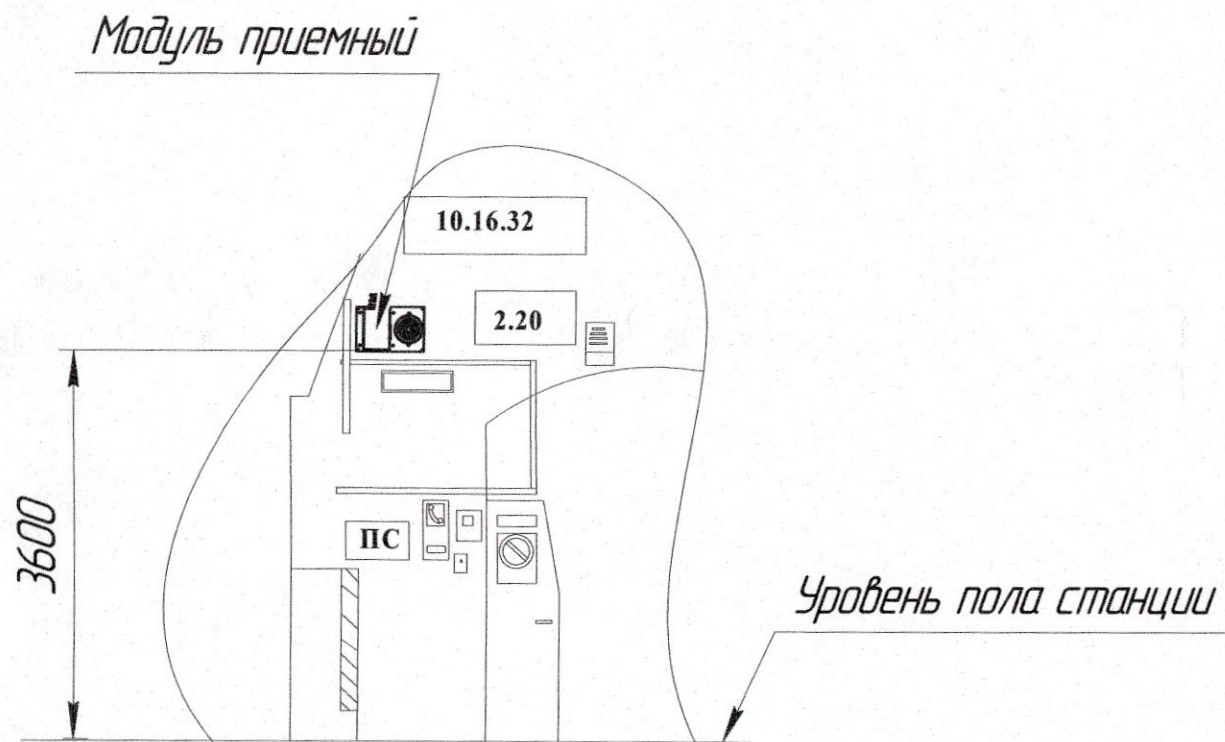 Модуль приемный
10.16.32
2.20
3600
ПС
Уровень пола станции